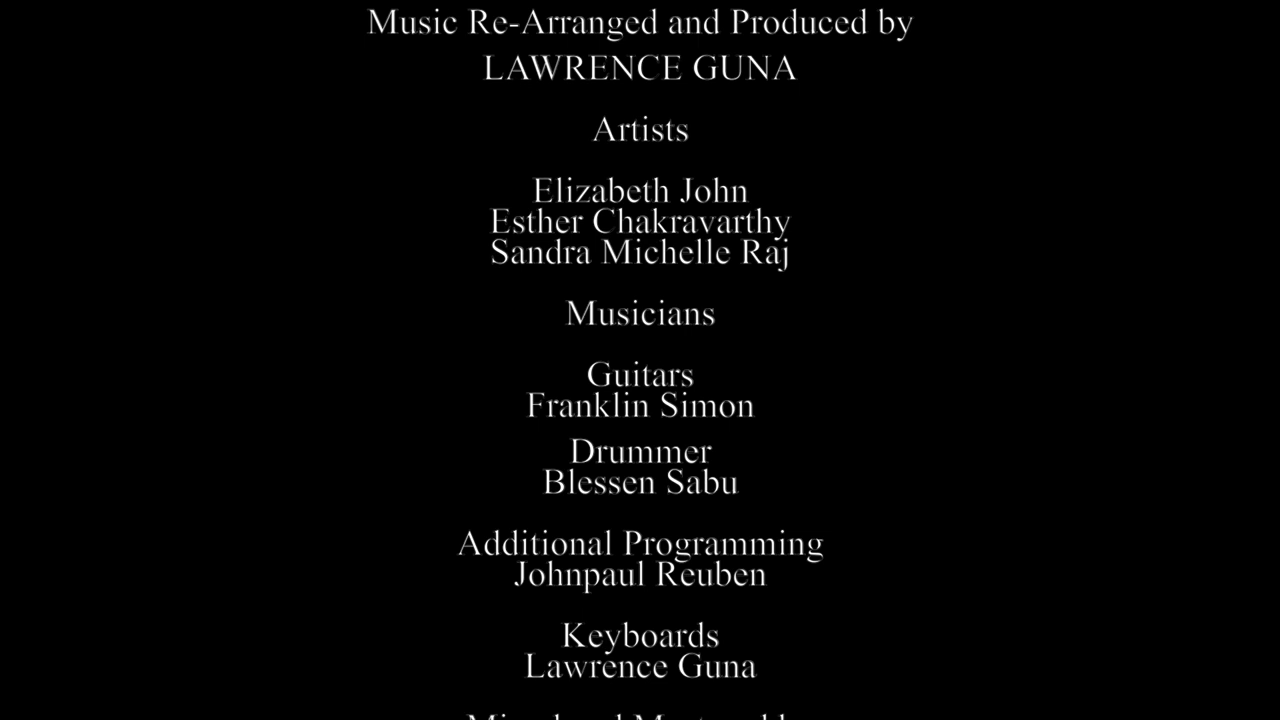 Music Re-Arranged and Produced by
LAWRENCE GUNA
Artists
Elizabeth John
Esther Chakravarthy
Sandra Michelle Raj
Musicians
Guitars
Franklin Simon
Drummer
Blessen Sabu
Additional Programming
Johnpaul Reuben
Keyboards
Lawrence Guna